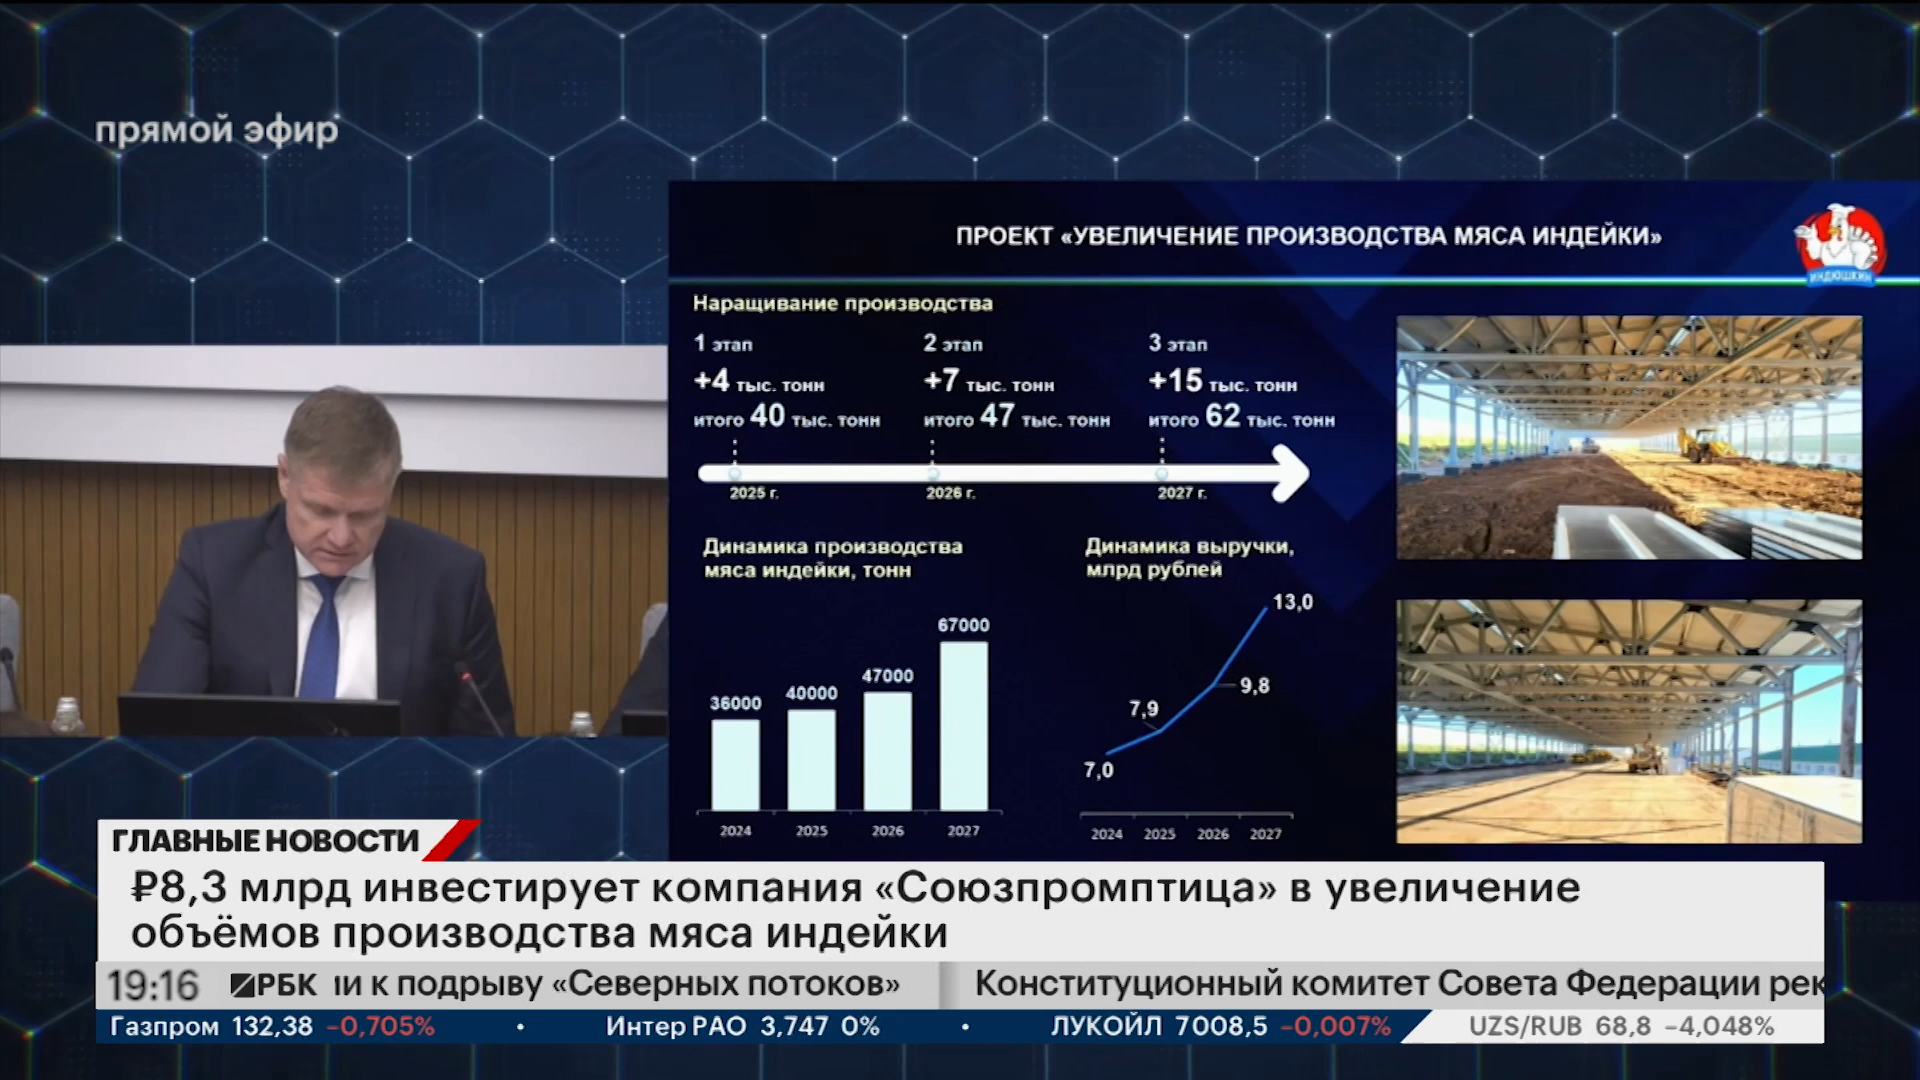 прямой эфир
ПРОЕКТ «УВЕЛИЧЕНИЕ ПРОИЗВОДСТВА МЯСА ИНДЕЙКИ»
ИНДЮШКИН
Наращивание производства
1 этап
+4 тыс. тонн
итого 40 тыс. тонн
2 этап
+7 тыс. тонн
итого 47 тыс. тонн
3 этап
+15 тыс. тонн
итого 62 тыс. тонн
2025 г.
2026 г.
2027 г.
Динамика производства
мяса индейки, тонн
36000
40000
47000
67000
2024
2025
2026
2027
Динамика выручки,
млрд рублей
7,0
7,9
9,8
13,0
2024
2025
2026
2027
ГЛАВНЫЕ НОВОСТИ
₽8,3 млрд инвестирует компания «Союзпромптица» в увеличение
объёмов производства мяса индейки
19:16 РБК и к подрыву «Северных потоков» Конституционный комитет Совета Федерации рек
Газпром 132,38 -0,705% • Интер РАО 3,747 0% • ЛУКОЙЛ 7008,5 -0,007% UZS/RUB 68,8 -4,048%